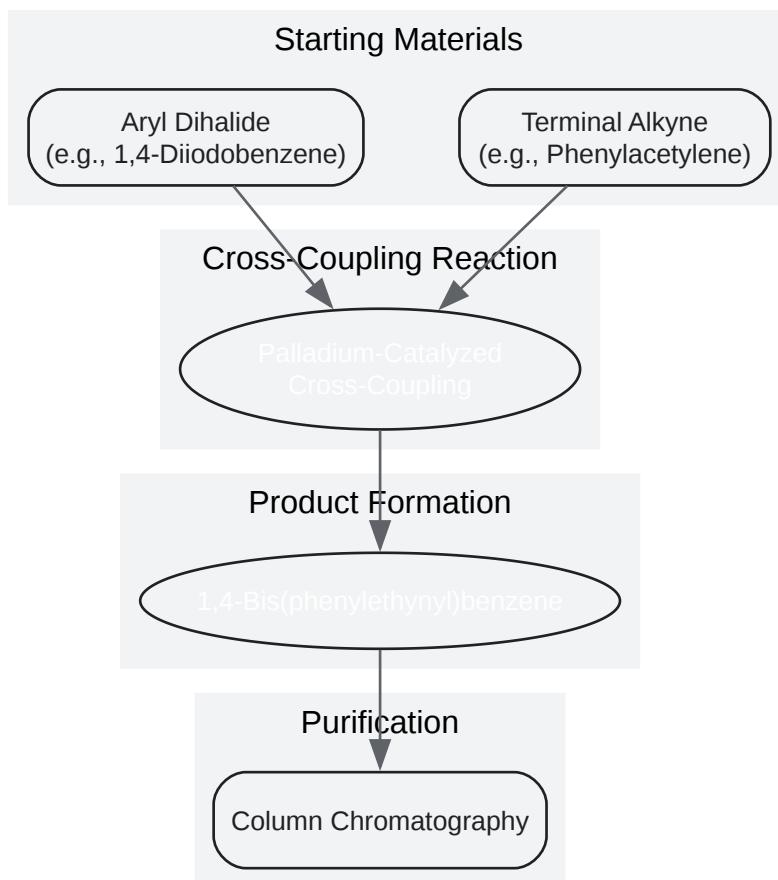 Starting Materials
Aryl Dihalide
(e.g., 1,4-Diiodobenzene)
Terminal Alkyne
(e.g., Phenylacetylene)
Cross-Coupling Reaction
Palladium-Catalyzed
Cross-Coupling
Product Formation
1,4-Bis(phenylethynyl)benzene
Purification
Column Chromatography